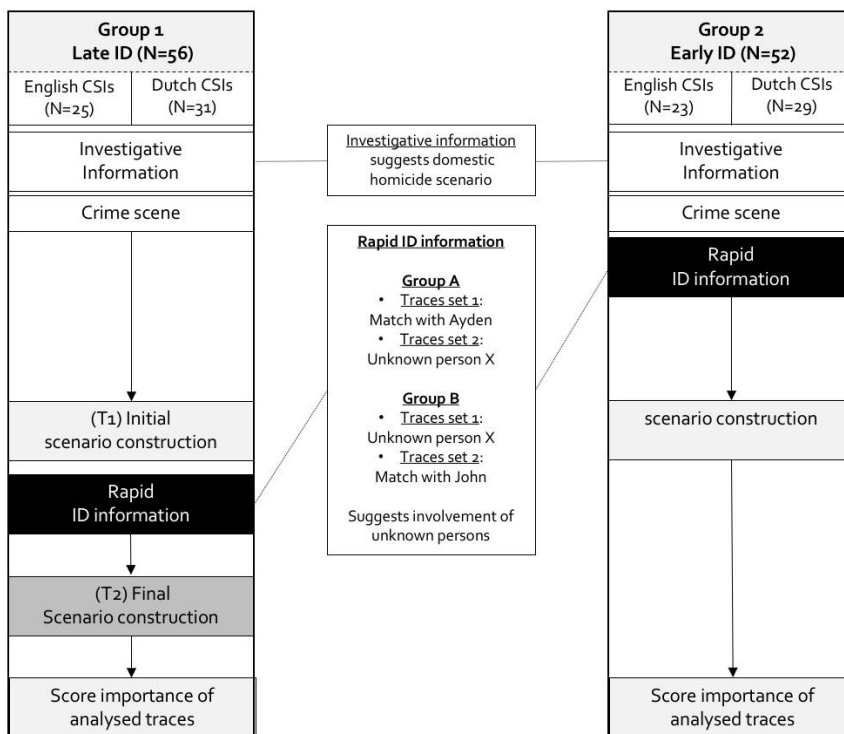 Group 1
Late ID (N=56)
English CSIs
(N=25)
Dutch CSIs
(N=31)
Investigative
Information
Crime scene
(T1) Initial
scenario construction
Rapid
ID information
(T2) Final
Scenario construction
Score importance of
analysed traces
Investigative information
suggests domestic
homicide scenario
Rapid ID information
Group A
• Traces set 1:
Match with Ayden
• Traces set 2:
Unknown person X
Group B
• Traces set 1:
Unknown person X
• Traces set 2:
Match with John
Suggests involvement of
unknown persons
Group 2
Early ID (N=52)
English CSIs
(N=23)
Dutch CSIs
(N=29)
Investigative
Information
Crime scene
Rapid
ID information
scenario construction
Score importance of
analysed traces